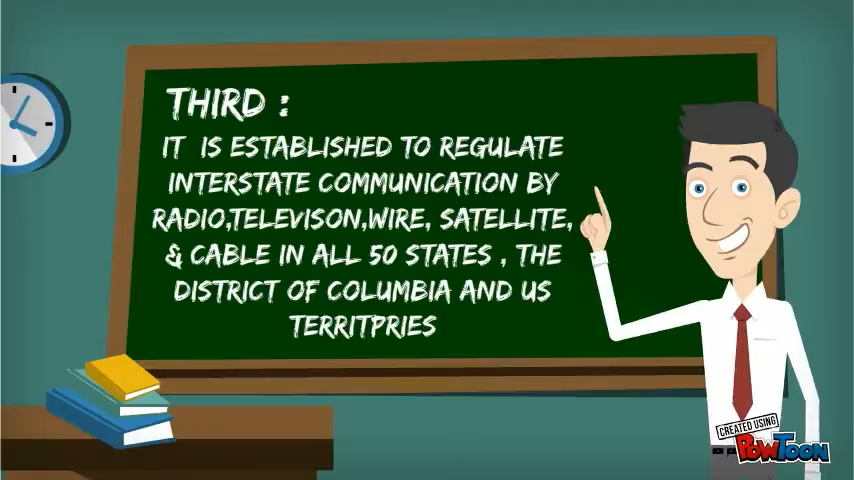 THIRD :
IT IS ESTABLISHED TO REGULATE
INTERSTATE COMMUNICATION BY
RADIO,TELEVISON,WIRE, SATELLITE,
& CABLE IN ALL 50 STATES , THE
DISTRICT OF COLUMBIA AND US
TERRITPRIES
CREATED USING
POWTOON